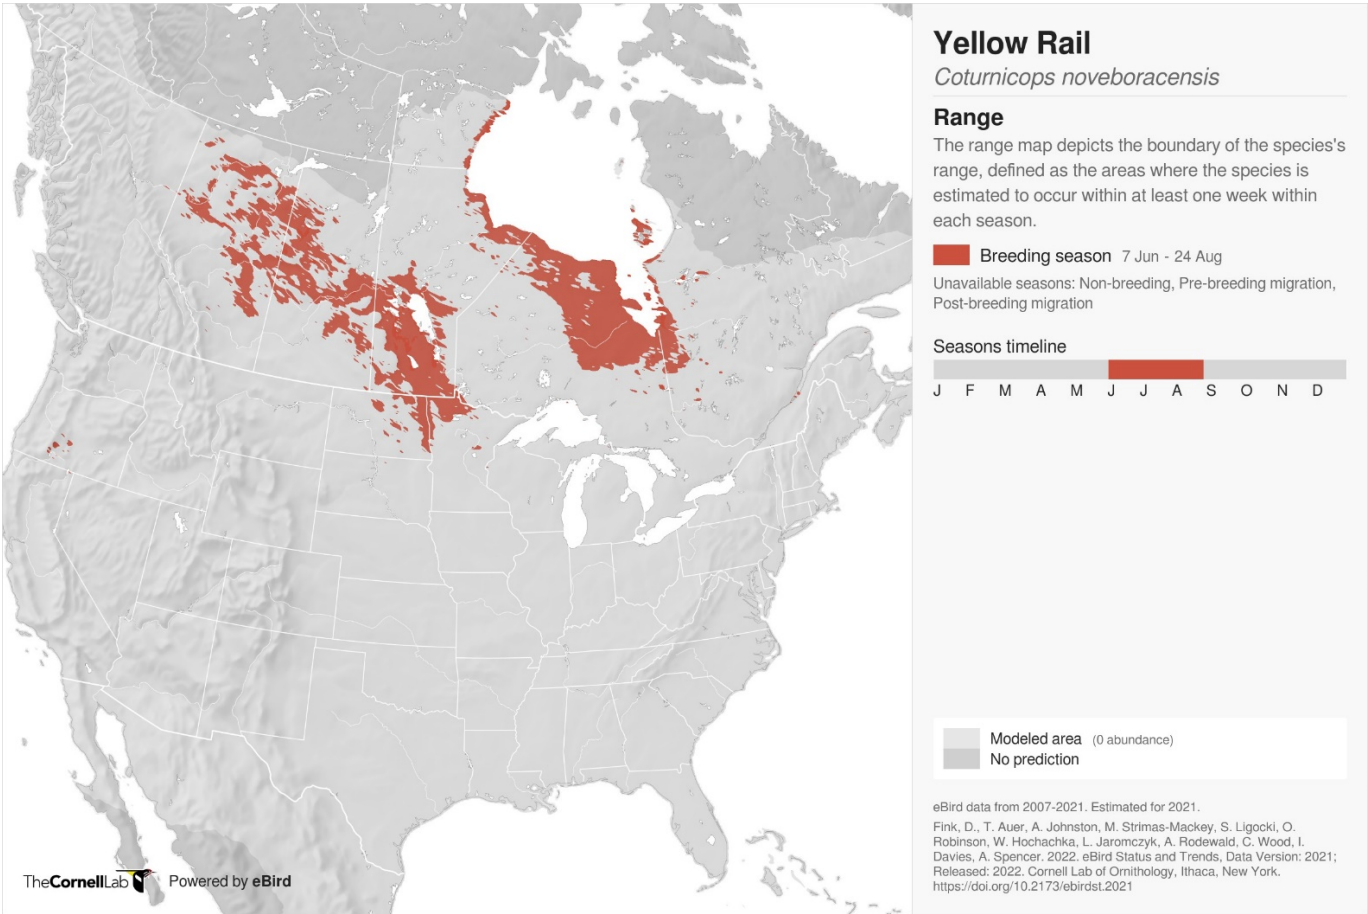 Yellow Rail
Coturnicops noveboracensis
Range
The range map depicts the boundary of the species's
range, defined as the areas where the species is
estimated to occur within at least one week within
each season.
Breeding season 7 Jun - 24 Aug
Unavailable seasons: Non-breeding, Pre-breeding migration,
Post-breeding migration
Seasons timeline
J F M A M J J A S O N D
Modeled area (0 abundance)
No prediction
eBird data from 2007-2021. Estimated for 2021.
Fink, D., T. Auer, A. Johnston, M. Strimas-Mackey, S. Ligocki, O.
Robinson, W. Hochachka, L. Jaromczyk, A. Rodewald, C. Wood, I.
Davies, A. Spencer. 2022. eBird Status and Trends, Data Version: 2021;
Released: 2022. Cornell Lab of Ornithology, Ithaca, New York.
https://doi.org/10.2173/ebirdst.2021
TheCornellLab Powered by eBird